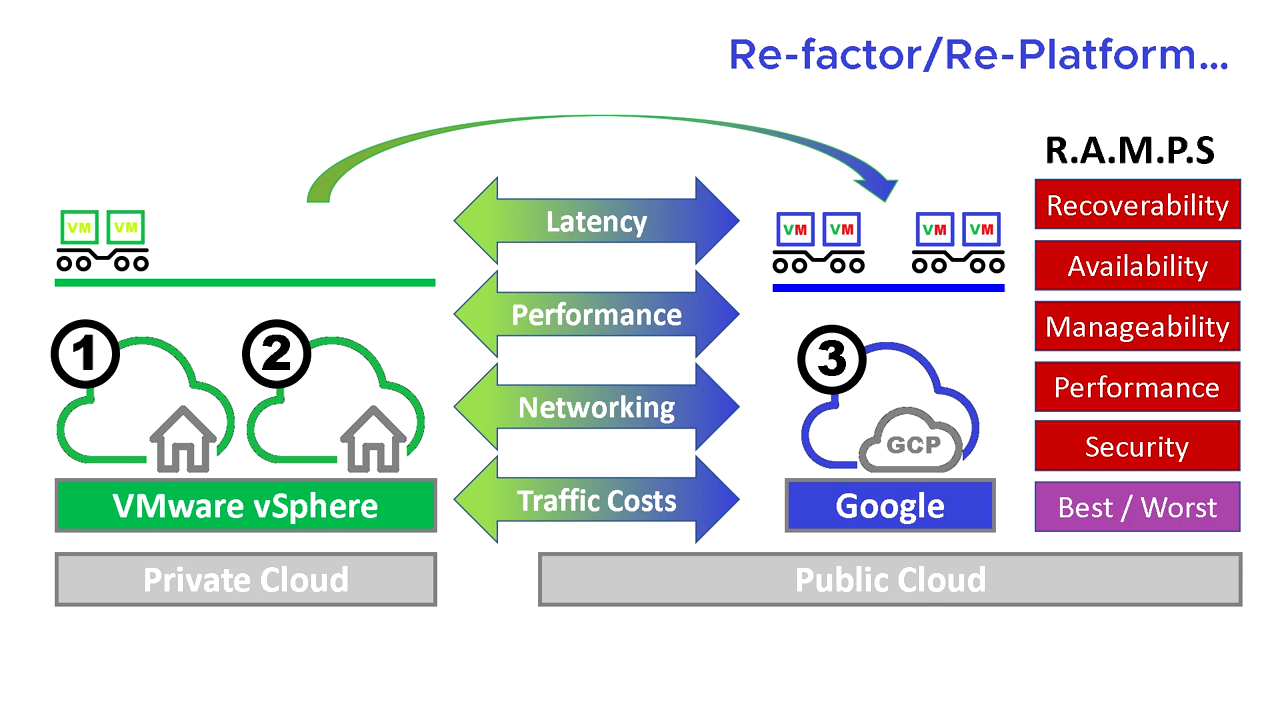 Re-factor/Re-Platform...
R.A.M.P.S
Recoverability
Availability
Manageability
Performance
Security
Best / Worst
VM VM
Latency
Performance
Networking
Traffic Costs
VM VM VM VM
1
2
3
GCP
VMware vSphere
Google
Private Cloud
Public Cloud